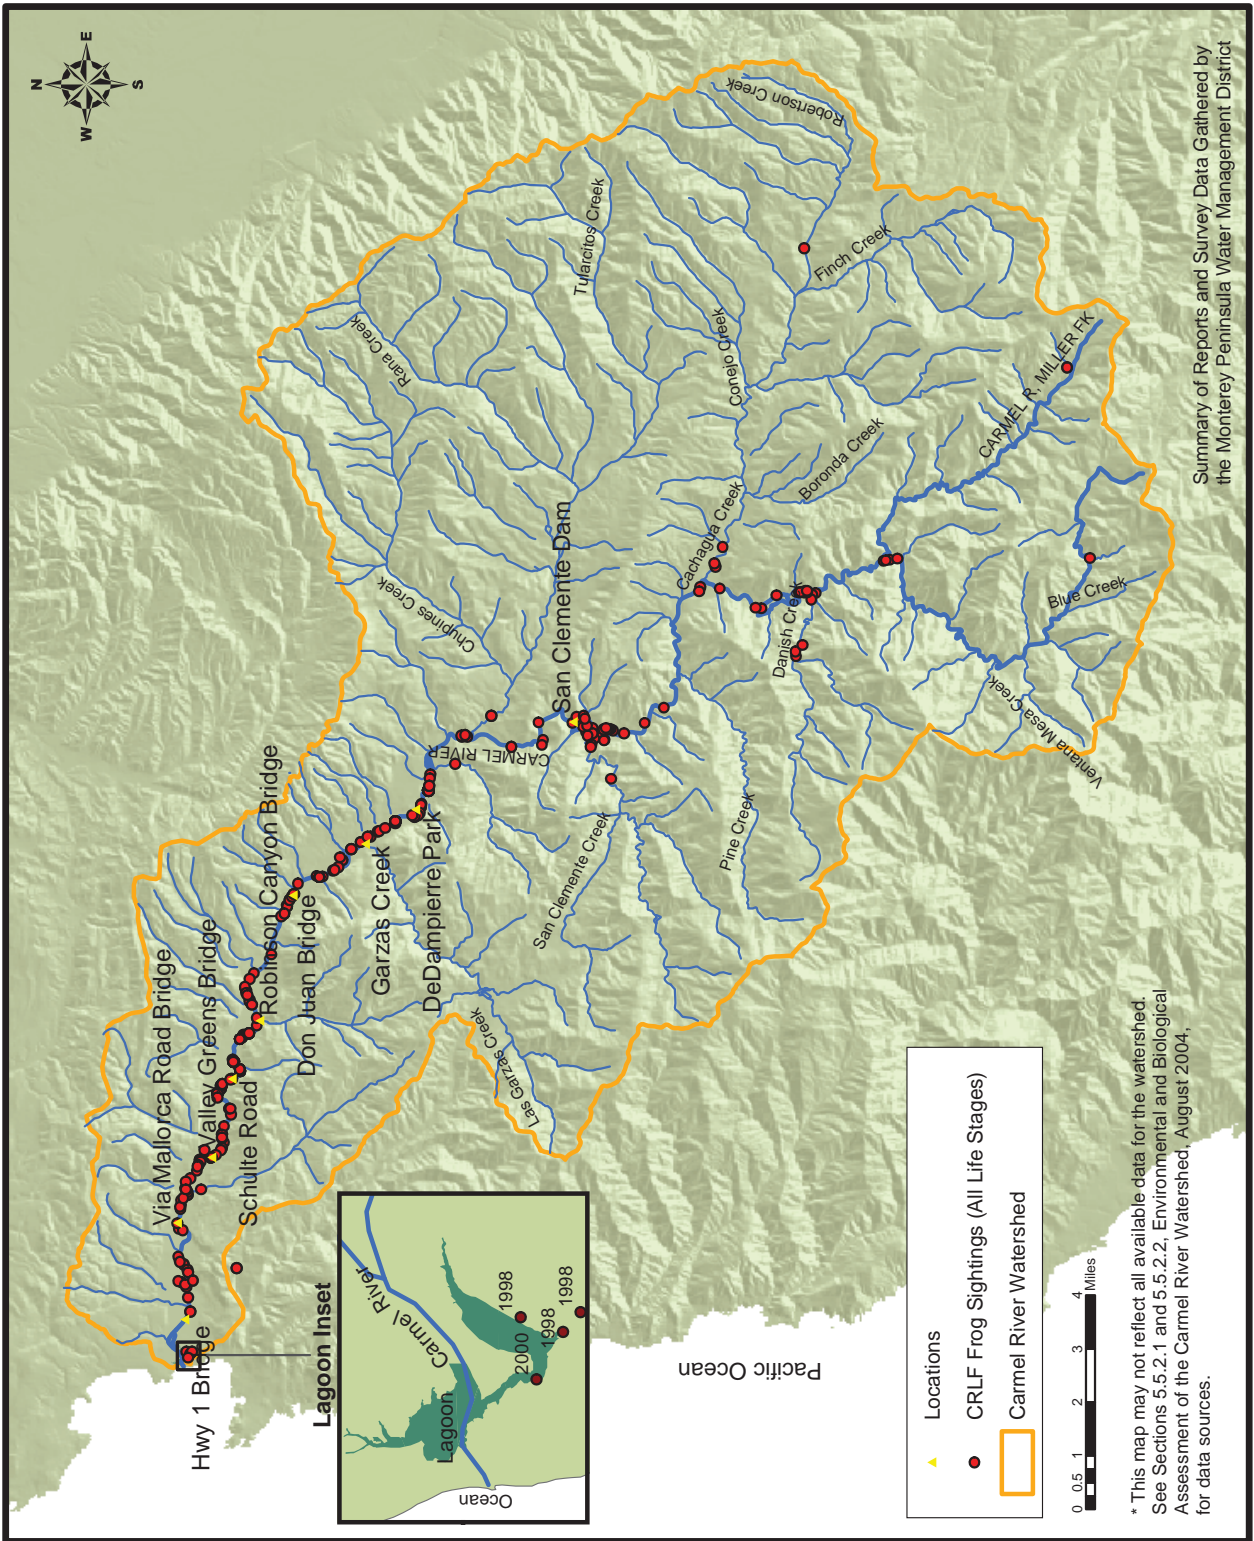 N
E
S
W
Robertson Creek
Tularcitos Creek
Rana Creek
Finch Creek
Conejo Creek
CARMEL R, MILLER FK
Boronda Creek
Chupines Creek
San Clemente Dam
Cachagua Creek
Danish Creek
Blue Creek
Ventana Mesa Creek
CARMEL RIVER
Pine Creek
San Clemente Creek
Las Garzas Creek
Via Mallorca Road Bridge
Valley Greens Bridge
Schulte Road
Robinson Canyon Bridge
Don Juan Bridge
Garzas Creek
DeDampierre Park
Hwy 1 Bridge
Lagoon Inset
Carmel River
Lagoon
Ocean
1998
2000
1998
1998
Pacific Ocean
Locations
CRLF Frog Sightings (All Life Stages)
Carmel River Watershed
0 0.5 1 2 3 4
Miles
* This map may not reflect all available data for the watershed.
See Sections 5.5.2.1 and 5.5.2.2, Environmental and Biological
Assessment of the Carmel River Watershed, August 2004,
for data sources.
Summary of Reports and Survey Data Gathered by
the Monterey Peninsula Water Management District